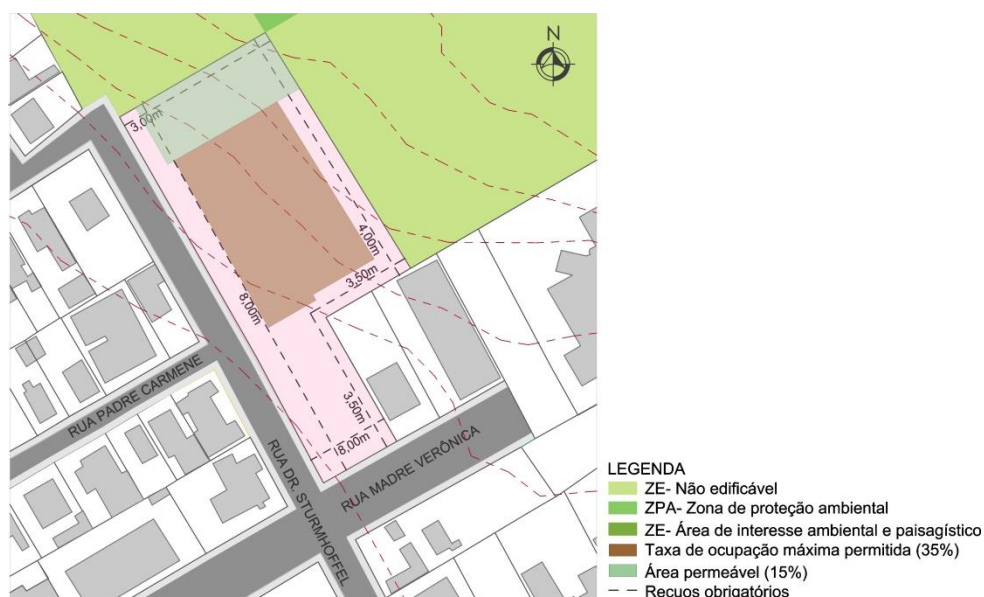 N
3,00m
4,00m
3,50m
8,00m
3,50m
8,00m
RUA PADRE CARMENE
RUA DR. STURMHOFFEL
RUA MADRE VERÔNICA
LEGENDA
ZE- Não edificável
ZPA- Zona de proteção ambiental
ZE- Área de interesse ambiental e paisagístico
Taxa de ocupação máxima permitida (35%)
Área permeável (15%)
Recuos obrigatórios